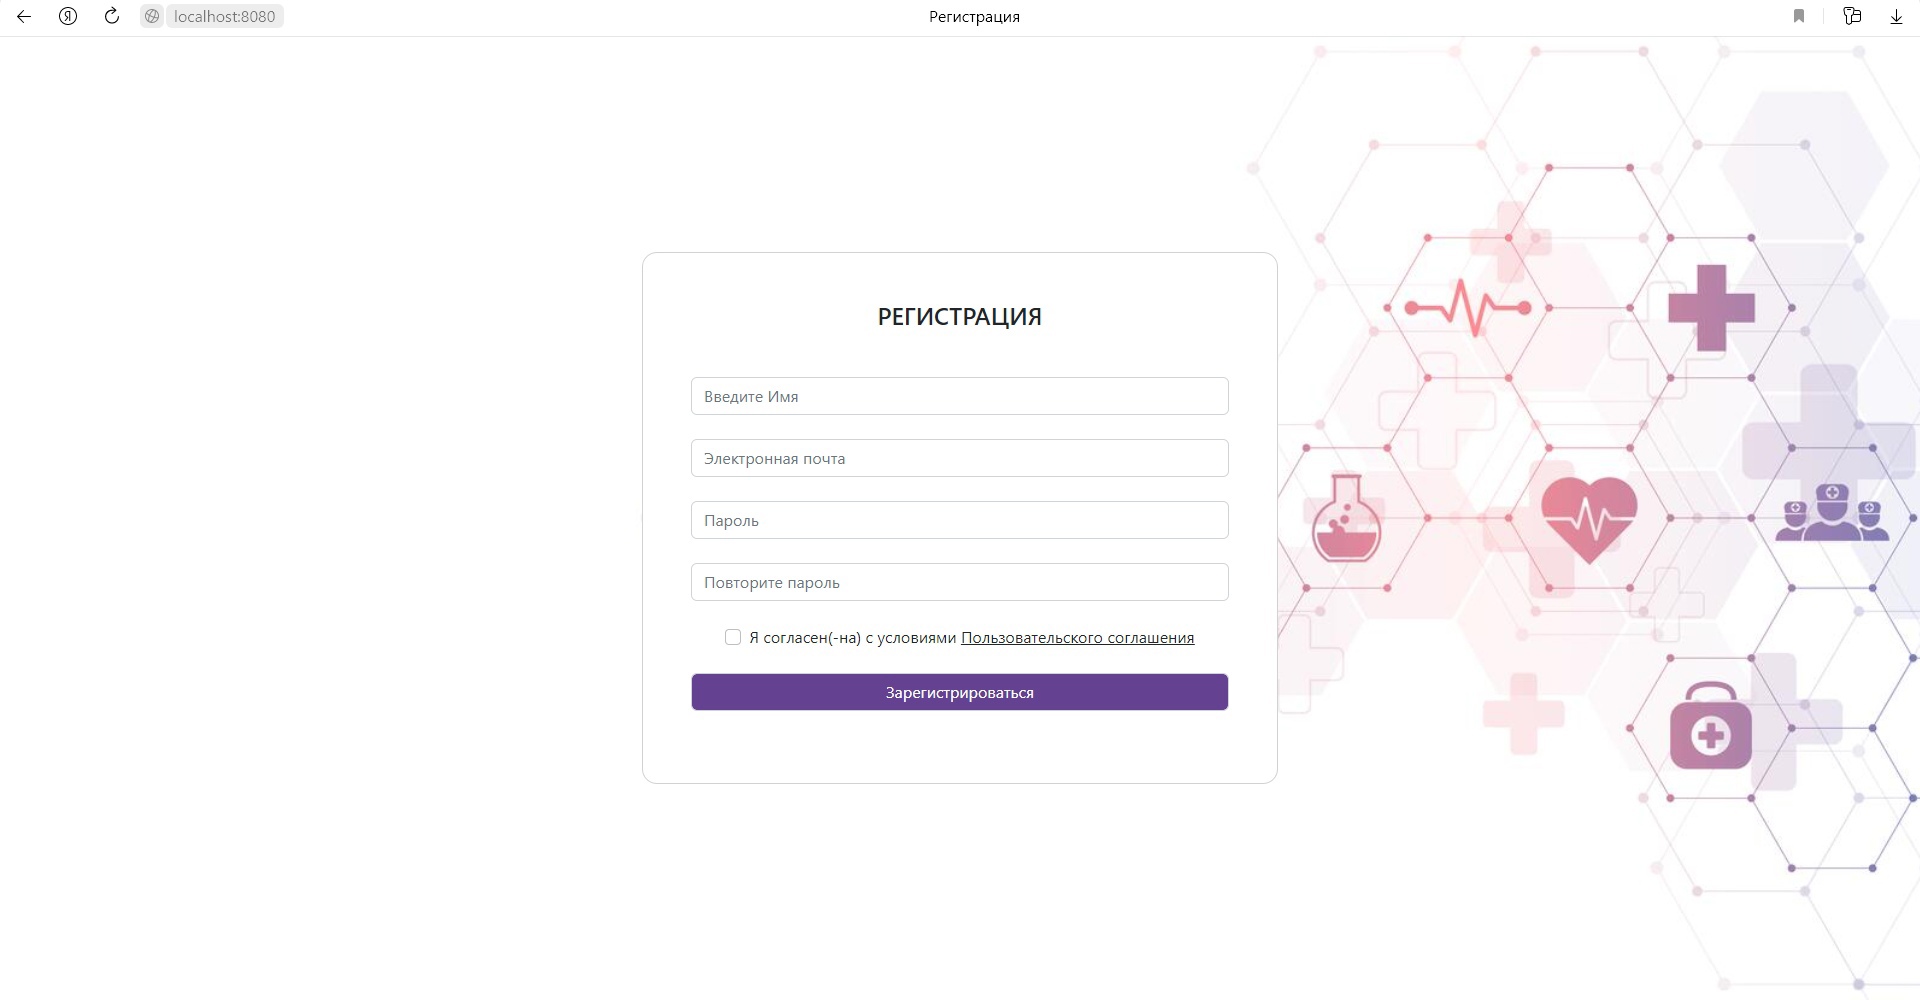 localhost:8080
Регистрация
РЕГИСТРАЦИЯ
Введите Имя
Электронная почта
Пароль
Повторите пароль
Я согласен(-на) с условиями Пользовательского соглашения
Зарегистрироваться